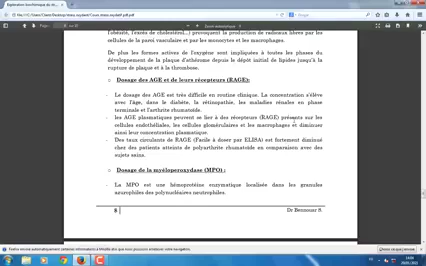 l'obésité, l'excès de cholestérol...) provoquent la production de radicaux libres par les
cellules de la paroi vasculaire et par les monocytes et les macrophages.
De plus les formes actives de l'oxygène sont impliquées à toutes les phases du
développement de la plaque d'athérome depuis le dépôt initial de lipides jusqu'à la
rupture de plaque et à la thrombose.
o Dosage des AGE et de leurs récepteurs (RAGE):
- Le dosage des AGE est très difficile en routine clinique. La concentration s'élève
avec l'âge, dans le diabète, la rétinopathie, les maladies rénales en phase
terminale et l'arthrite rhumatoïde.
- les AGE plasmatiques peuvent se lier à des récepteurs (RAGE) présents sur les
cellules endothéliales, les cellules glomérulaires et les macrophages et diminuer
ainsi leur concentration plasmatique.
- Des taux circulants de RAGE (Facile à doser par ELISA) est fortement diminué
chez des patients atteints de polyarthrite rhumatoïde en comparaison avec des
sujets sains.
o Dosage de la myéloperoxydase (MPO) :
- La MPO est une hémoprotéine enzymatique localisée dans les granules
azurophiles des polynucléaires neutrophiles.
8 Dr Benzouar S.